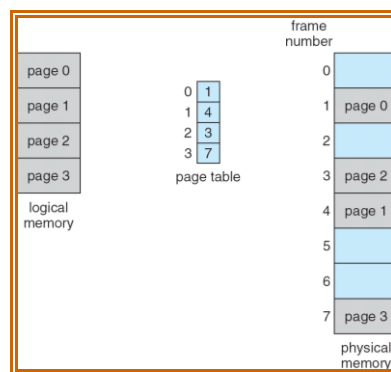 frame
number
page 0
page 1
page 2
page 3
logical
memory
0 1
1 4
2 3
3 7
page table
0
1 page 0
2
3 page 2
4 page 1
5
6
7 page 3
physical
memory